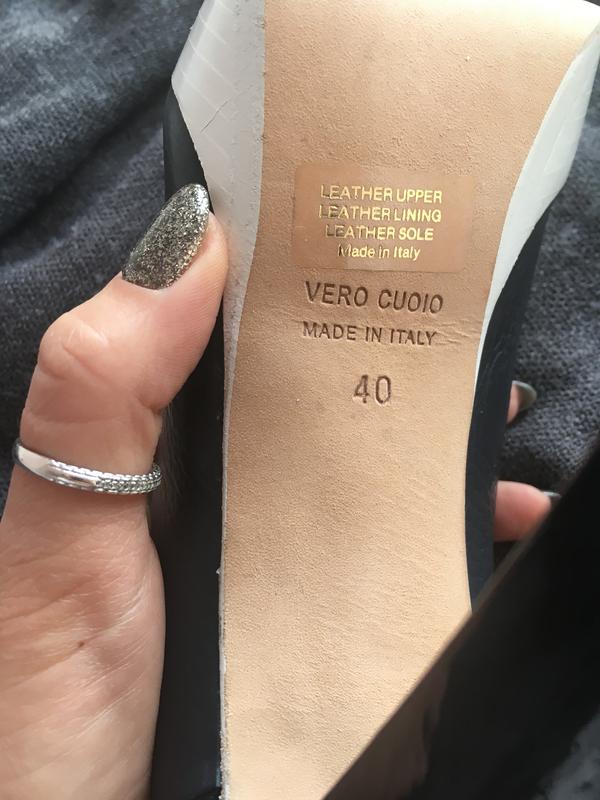 LEATHER UPPER
LEATHER LINING
LEATHER SOLE
Made in Italy
VERO CUOIO
MADE IN ITALY
40